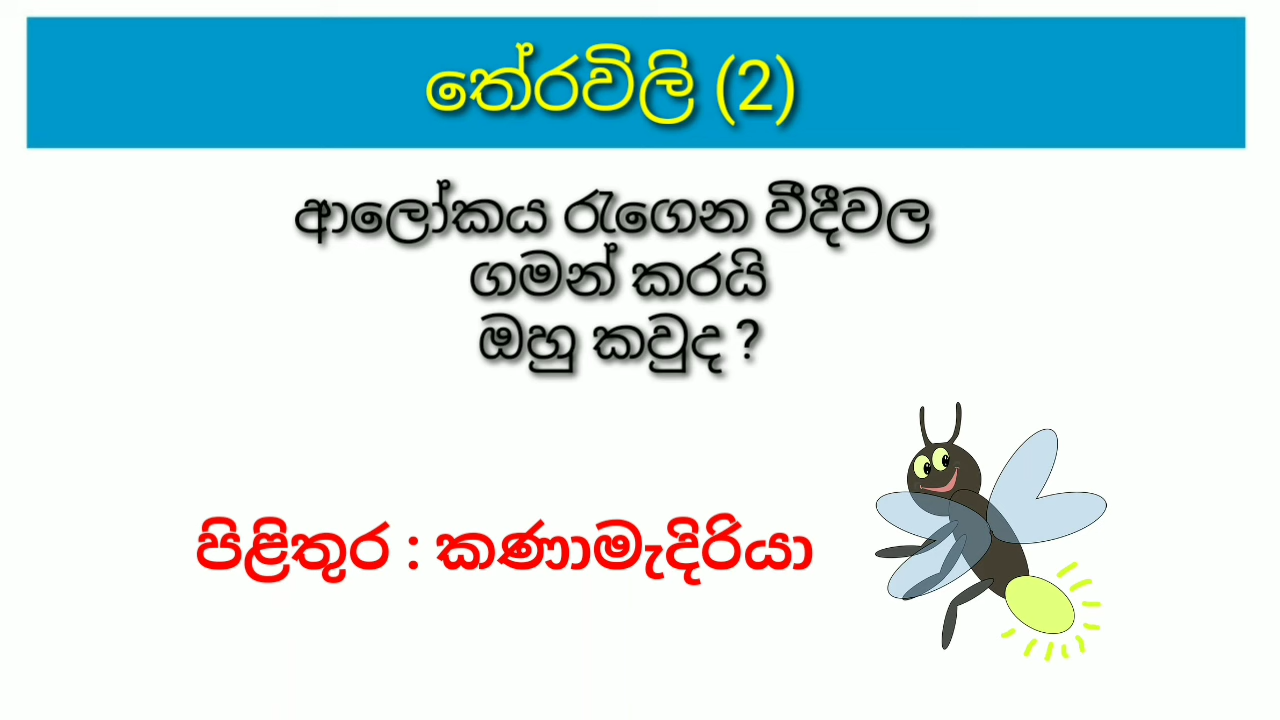 තේරවිලි (2)
ආලෝකය රැගෙන වීදීවල
ගමන් කරයි
ඔහු කවුද ?
පිළිතුර : කණාමැදිරියා